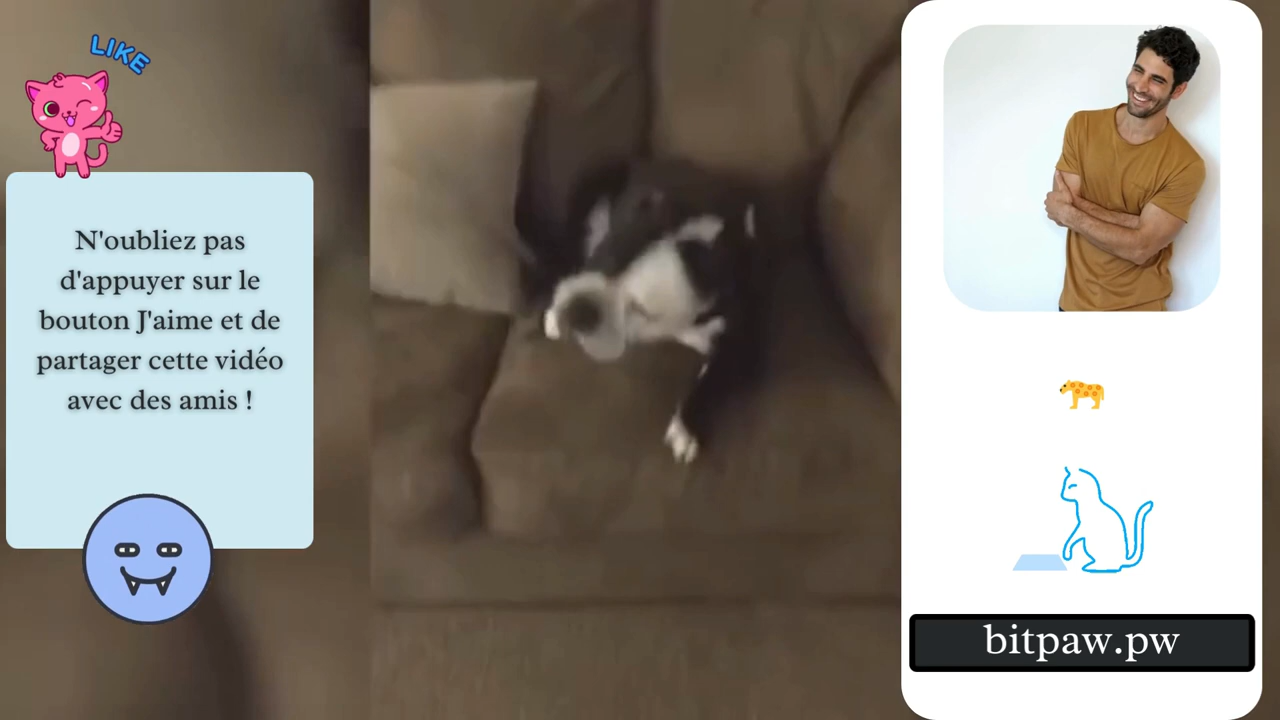 LIKE
N'oubliez pas
d'appuyer sur le
bouton J'aime et de
partager cette vidéo
avec des amis !
bitpaw.pw